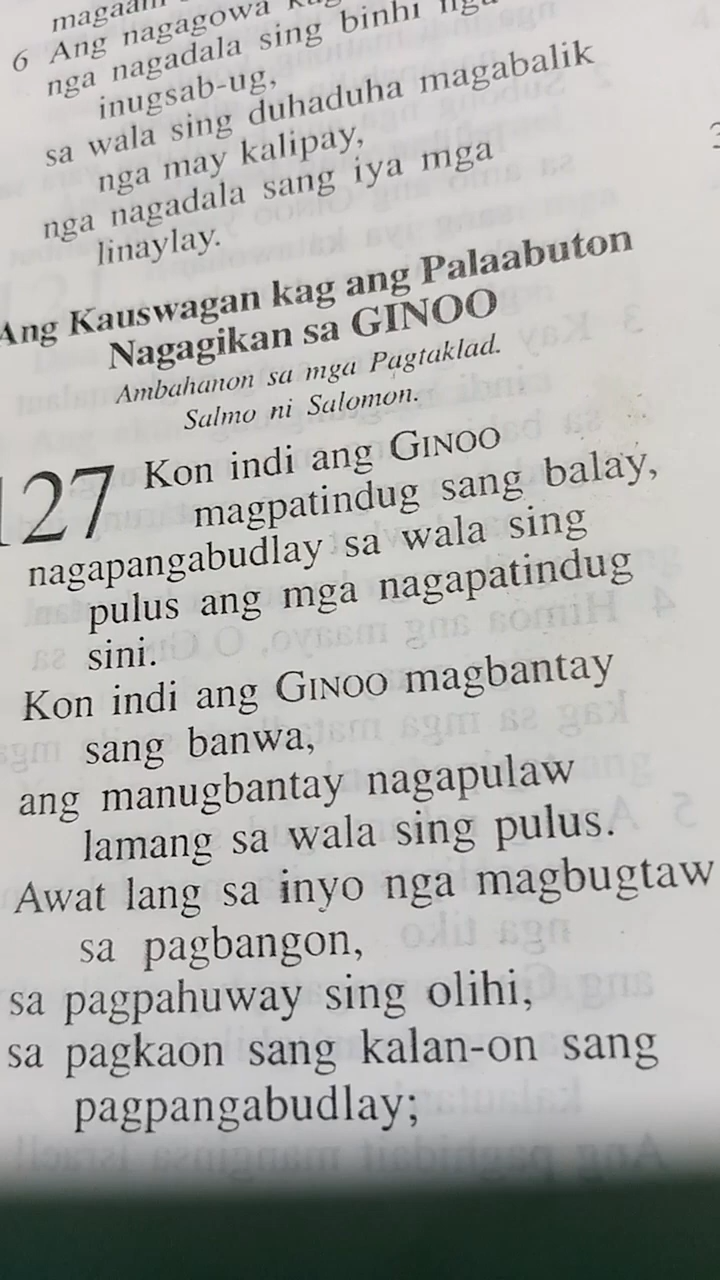 6 Ang nagagowa
nga nagadala sing binhi
inugsab-ug,
sa wala sing duhaduha magabalik
nga may kalipay,
nga nagadala sang iya mga
linaylay.
Ang Kauswagan kag ang Palaabuton
Nagagikan sa GINOO
Ambahanon sa mga Pagtaklad.
Salmo ni Salomon.
127 Kon indi ang GINOO
magpatindug sang balay,
nagapangabudlay sa wala sing
pulus ang mga nagapatindug
sini.
Kon indi ang GINOO magbantay
sang banwa,
ang manugbantay nagapulaw
lamang sa wala sing pulus.
Awat lang sa inyo nga magbugtaw
sa pagbangon,
sa pagpahuway sing olihi,
sa pagkaon sang kalan-on sang
pagpangabudlay;